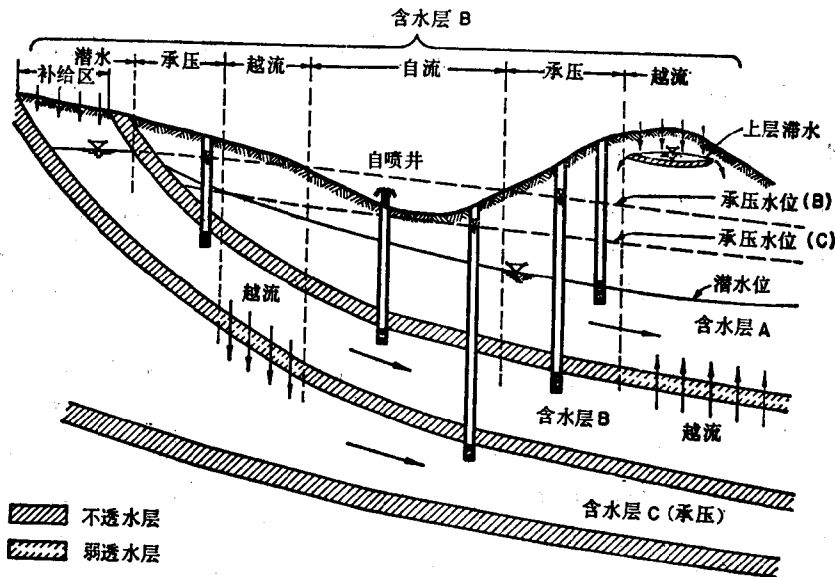 含水层 B
潜水
补给区
承压
越流
自流
承压
越流
上层滞水
自喷井
承压水位(B)
承压水位(C)
潜水位
越流
含水层A
含水层B
越流
含水层C(承压)
不透水层
弱透水层